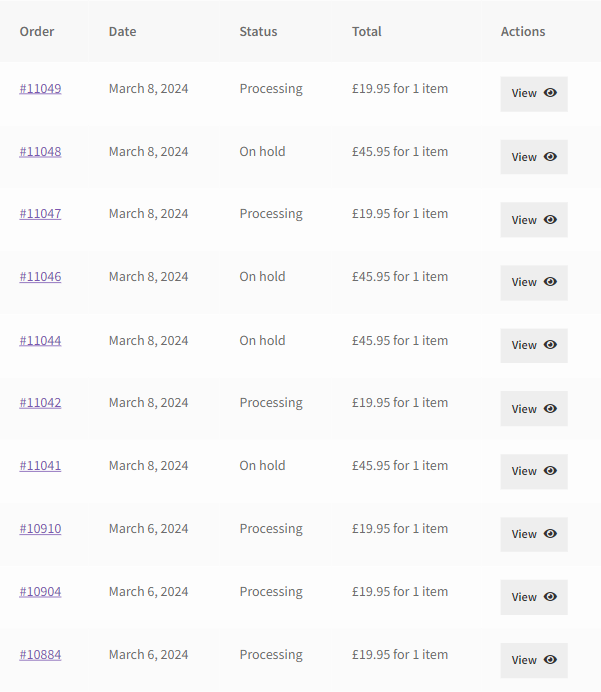 Order Date Status Total Actions
#11049 March 8, 2024 Processing £19.95 for 1 item View
#11048 March 8, 2024 On hold £45.95 for 1 item View
#11047 March 8, 2024 Processing £19.95 for 1 item View
#11046 March 8, 2024 On hold £45.95 for 1 item View
#11044 March 8, 2024 On hold £45.95 for 1 item View
#11042 March 8, 2024 Processing £19.95 for 1 item View
#11041 March 8, 2024 On hold £45.95 for 1 item View
#10910 March 6, 2024 Processing £19.95 for 1 item View
#10904 March 6, 2024 Processing £19.95 for 1 item View
#10884 March 6, 2024 Processing £19.95 for 1 item View